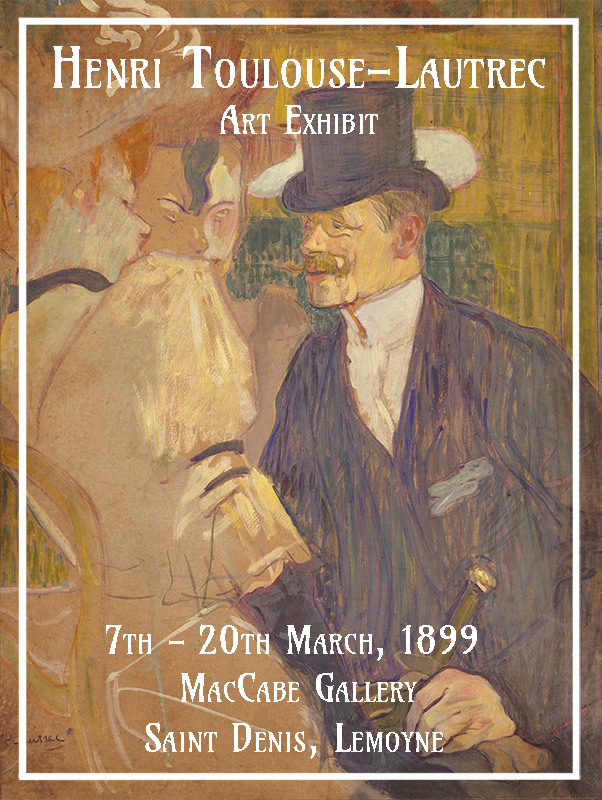 Henri Toulouse-Lautrec
Art Exhibit
7th - 20th March, 1899
MacCabe Gallery
Saint Denis, Lemoyne